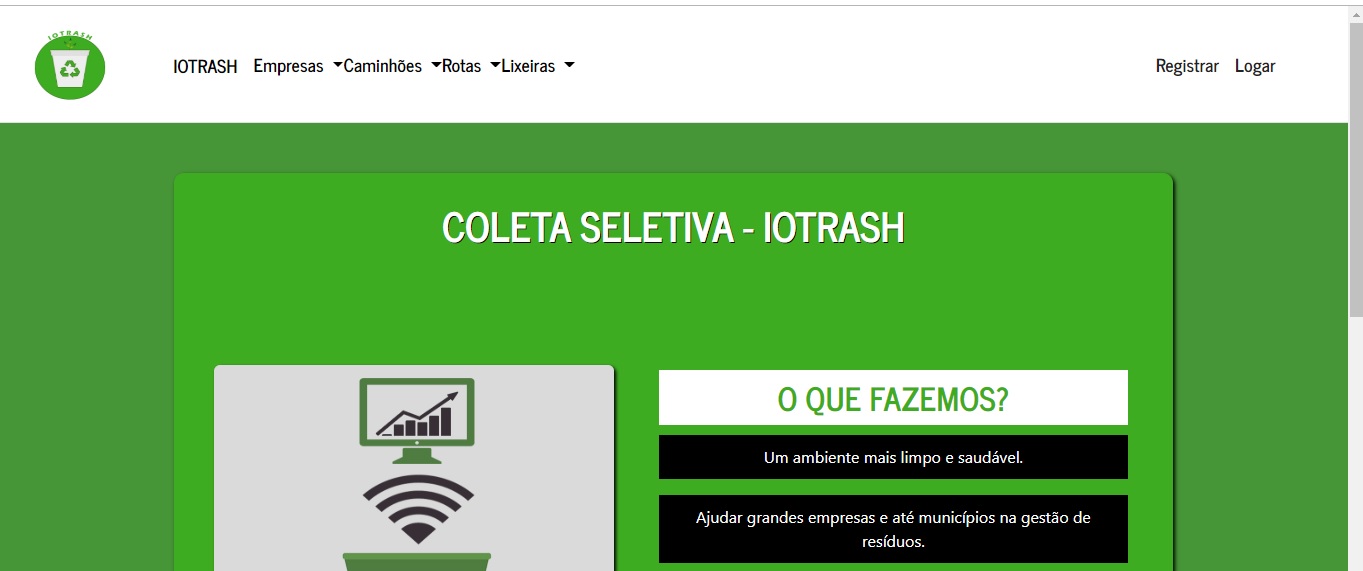 IOTRASH
IOTRASH Empresas Caminhões Rotas Lixeiras Registrar Logar
COLETA SELETIVA - IOTRASH
O QUE FAZEMOS?
Um ambiente mais limpo e saudável.
Ajudar grandes empresas e até municípios na gestão de
resíduos.